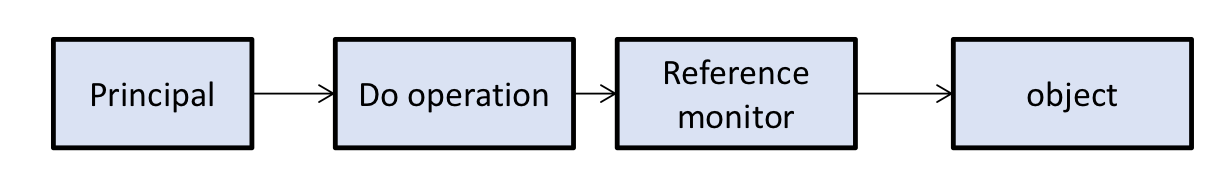 Principal
Do operation
Reference
monitor
object